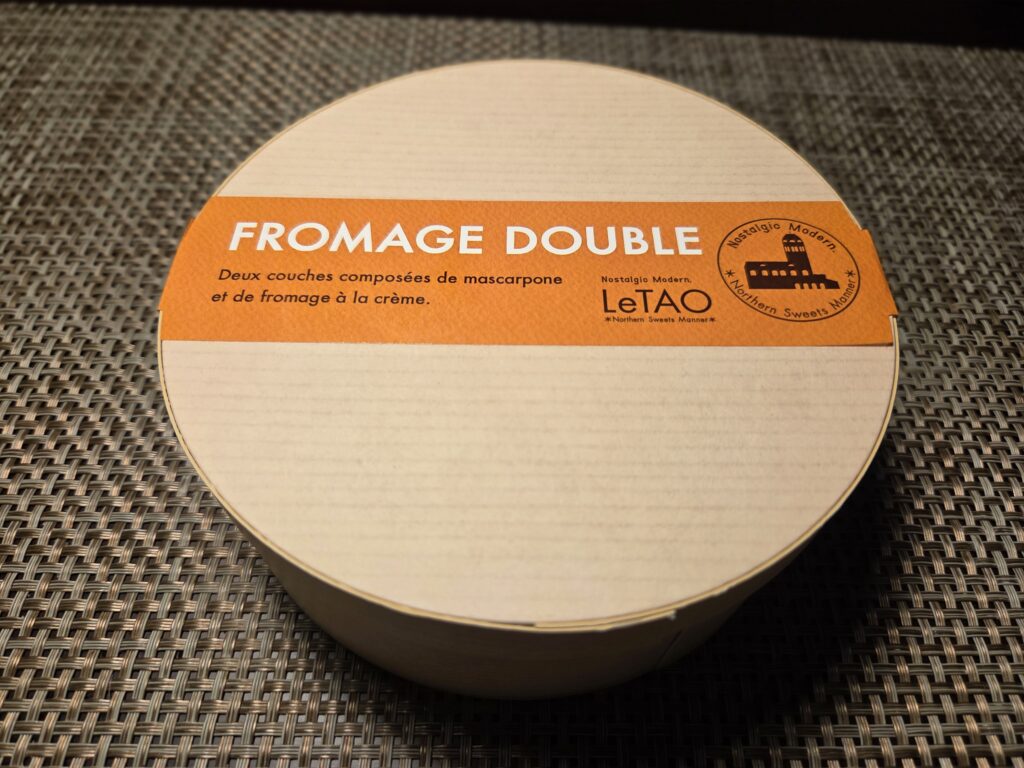 FROMAGE DOUBLE
Deux couches composées de mascarpone
et de fromage à la crème.
Nostalgic Modern.
LeTAO
*Northern Sweets Manner*
Nostalgic Modern.
*Northern Sweets Manner*